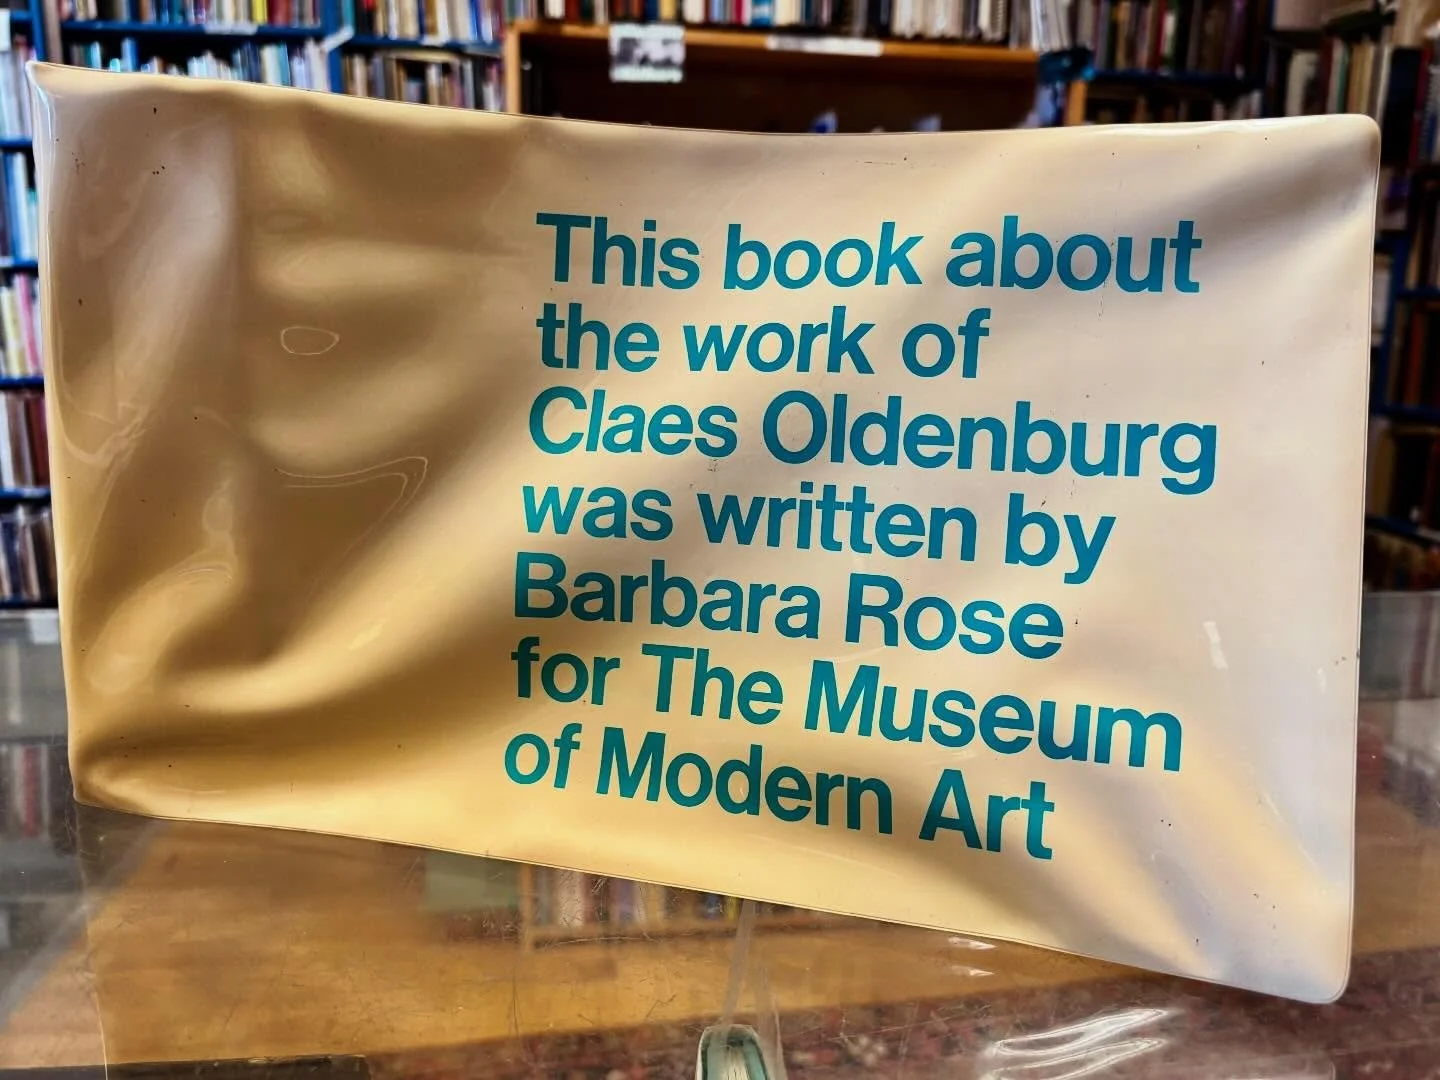 This book about
the work of
Claes Oldenburg
was written by
Barbara Rose
for The Museum
of Modern Art